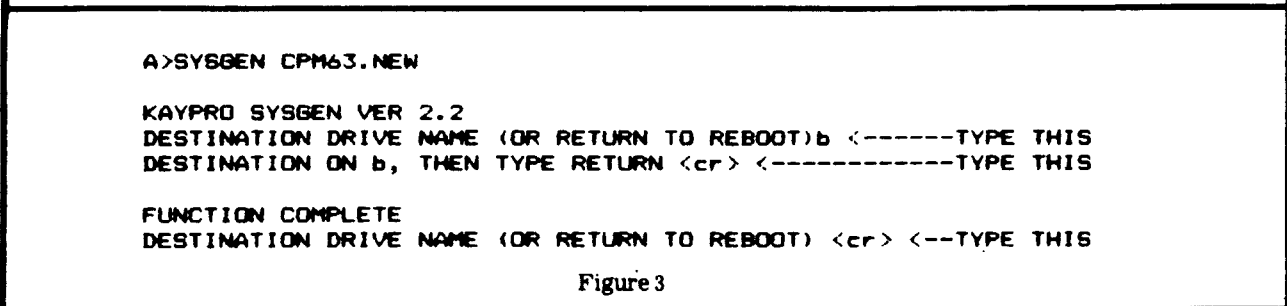 A>SYSGEN CPM63.NEW
KAYPRO SYSGEN VER 2.2
DESTINATION DRIVE NAME (OR RETURN TO REBOOT)b <------TYPE THIS
DESTINATION ON b, THEN TYPE RETURN <cr> <------------TYPE THIS
FUNCTION COMPLETE
DESTINATION DRIVE NAME (OR RETURN TO REBOOT) <cr> <--TYPE THIS
Figure 3